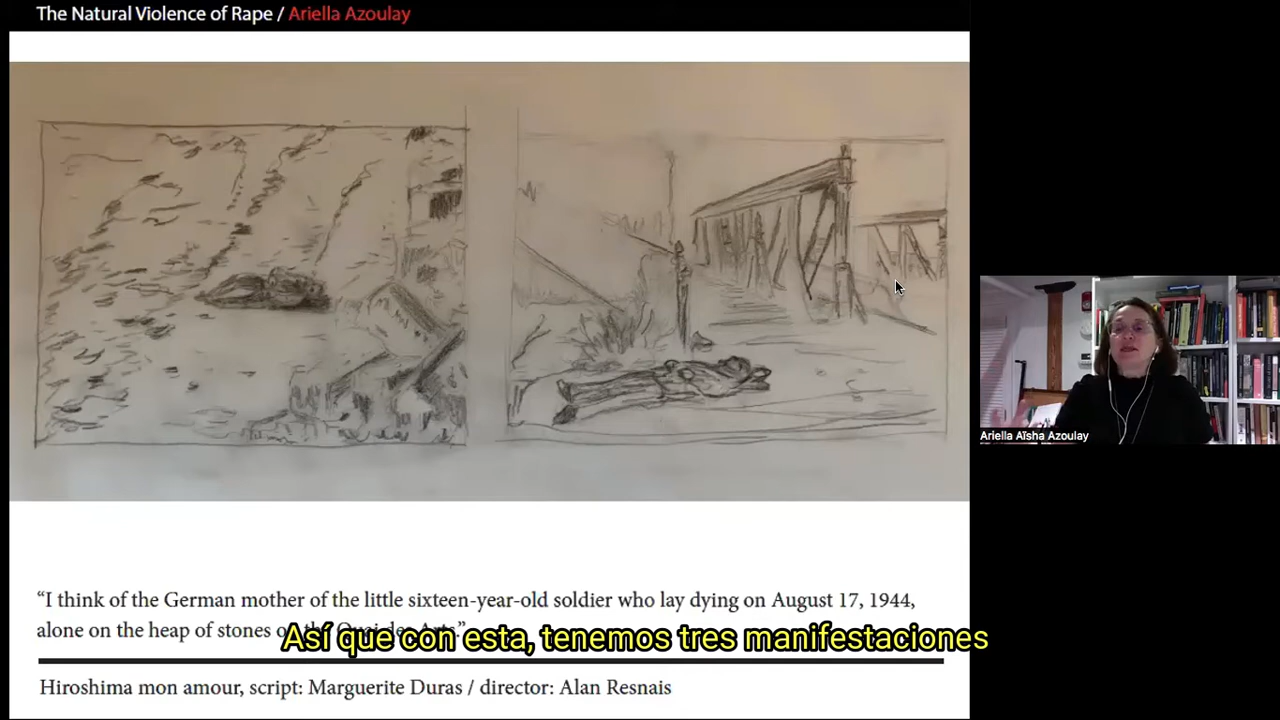 The Natural Violence of Rape / Ariella Azoulay
Ariella Aïsha Azoulay
“I think of the German mother of the little sixteen-year-old soldier who lay dying on August 17, 1944,
alone on the heap of stones
Así que con esta, tenemos tres manifestaciones
Hiroshima mon amour, script: Marguerite Duras / director: Alan Resnais